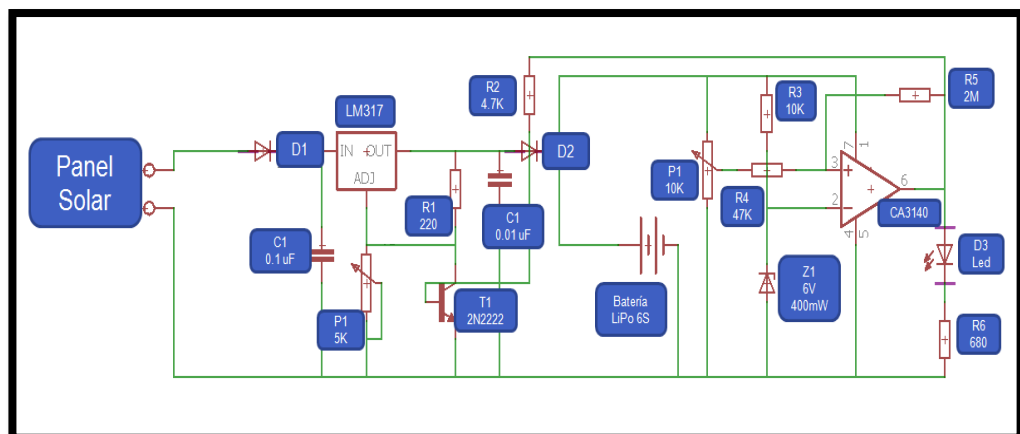 Panel
Solar
D1
LM317
IN
OUT
ADJ
C1
0.1 uF
P1
5K
R1
220
T1
2N2222
C1
0.01 uF
R2
4.7K
D2
Batería
LiPo 6S
P1
10K
R3
10K
R4
47K
Z1
6V
400mW
R5
2M
7
1
3
2
6
4
5
CA3140
D3
Led
R6
680